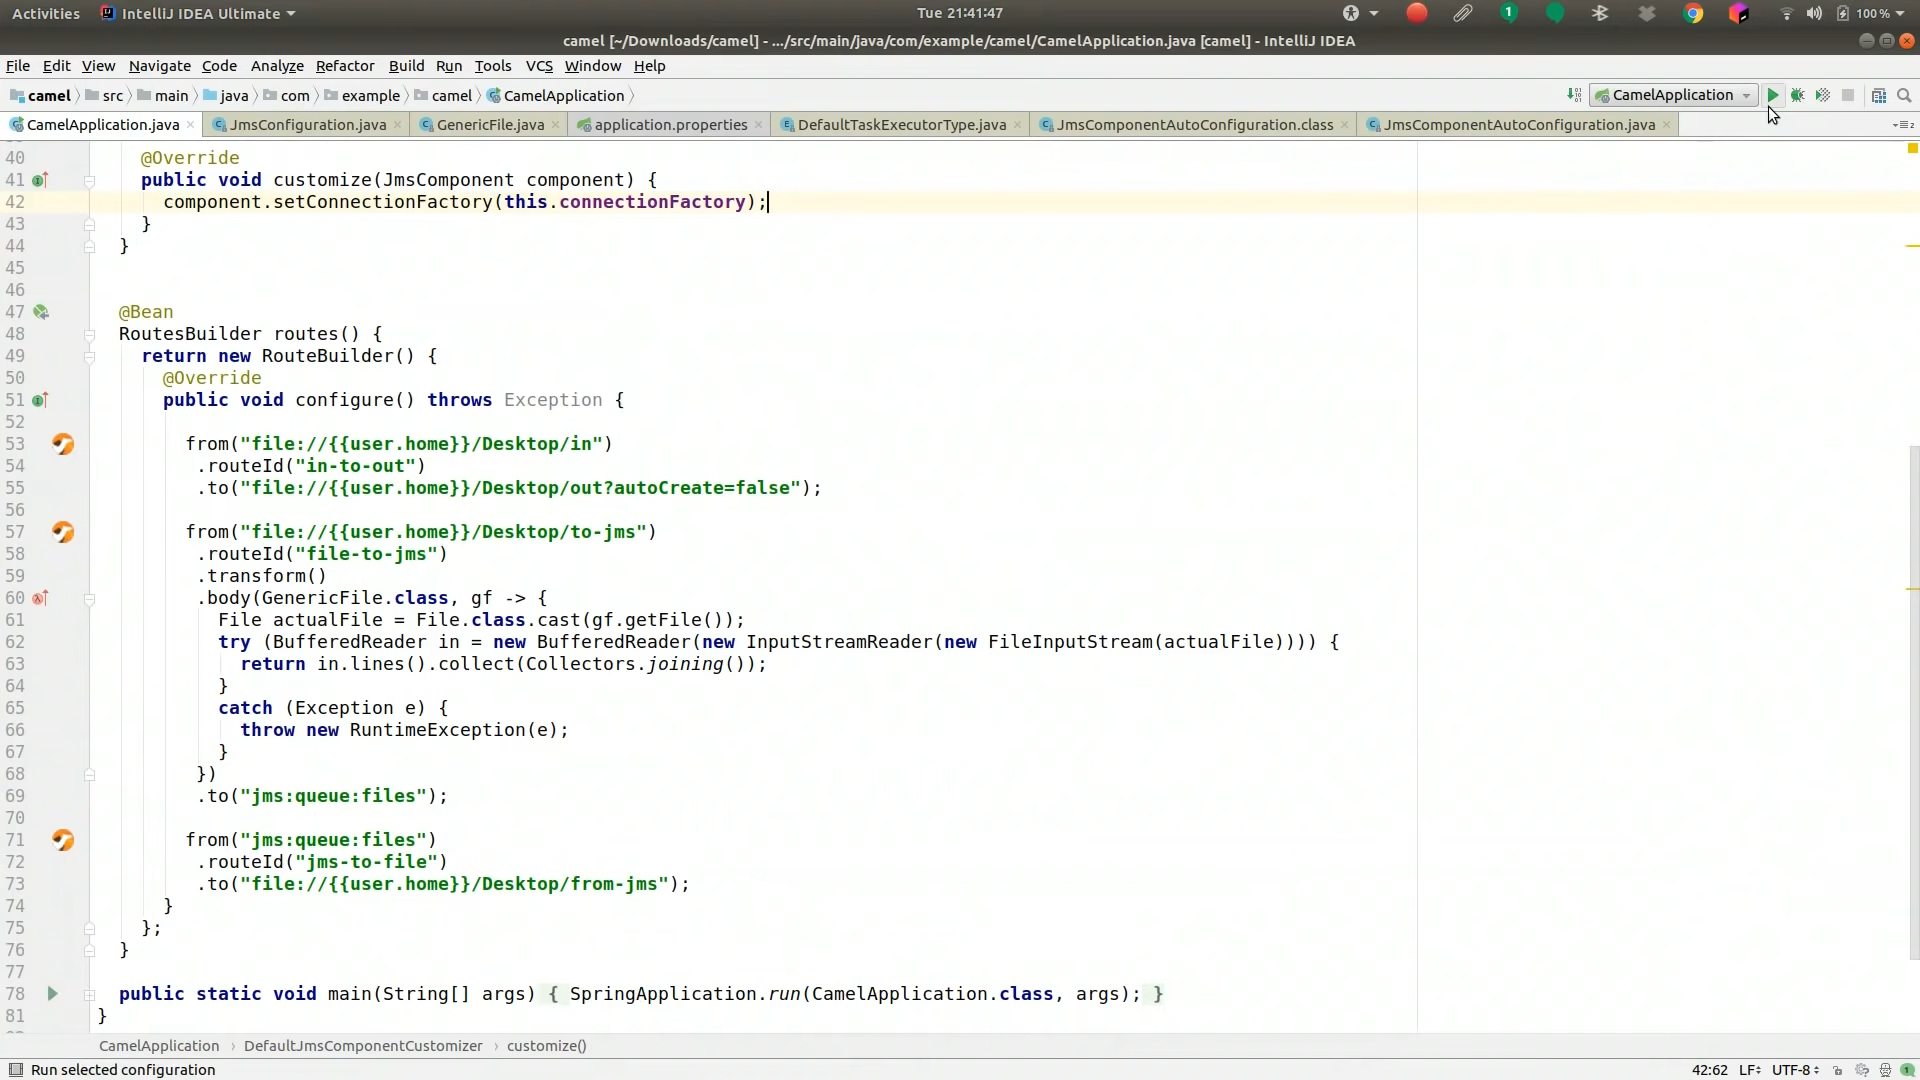 Activities IntelliJ IDEA Ultimate Tue 21:41:47 1 100 %
camel [~/Downloads/camel] - .../src/main/java/com/example/camel/CamelApplication.java [camel] - IntelliJ IDEA
File Edit View Navigate Code Analyze Refactor Build Run Tools VCS Window Help
camel src main java com example camel CamelApplication CamelApplication
CamelApplication.java JmsConfiguration.java GenericFile.java application.properties DefaultTaskExecutorType.java JmsComponentAutoConfiguration.class JmsComponentAutoConfiguration.java
40 @Override
41 public void customize(JmsComponent component) {
42 component.setConnectionFactory(this.connectionFactory);
43 }
44 }
45
46
47 @Bean
48 RoutesBuilder routes() {
49 return new RouteBuilder() {
50 @Override
51 public void configure() throws Exception {
52
53 from("file://{{user.home}}/Desktop/in")
54 .routeId("in-to-out")
55 .to("file://{{user.home}}/Desktop/out?autoCreate=false");
56
57 from("file://{{user.home}}/Desktop/to-jms")
58 .routeId("file-to-jms")
59 .transform()
60 .body(GenericFile.class, gf -> {
61 File actualFile = File.class.cast(gf.getFile());
62 try (BufferedReader in = new BufferedReader(new InputStreamReader(new FileInputStream(actualFile)))) {
63 return in.lines().collect(Collectors.joining());
64 }
65 catch (Exception e) {
66 throw new RuntimeException(e);
67 }
68 })
69 .to("jms:queue:files");
70
71 from("jms:queue:files")
72 .routeId("jms-to-file")
73 .to("file://{{user.home}}/Desktop/from-jms");
74 }
75 };
76 }
77
78 public static void main(String[] args) { SpringApplication.run(CamelApplication.class, args); }
81 }
CamelApplication › DefaultJmsComponentCustomizer › customize()
Run selected configuration 42:62 LF UTF-8 1